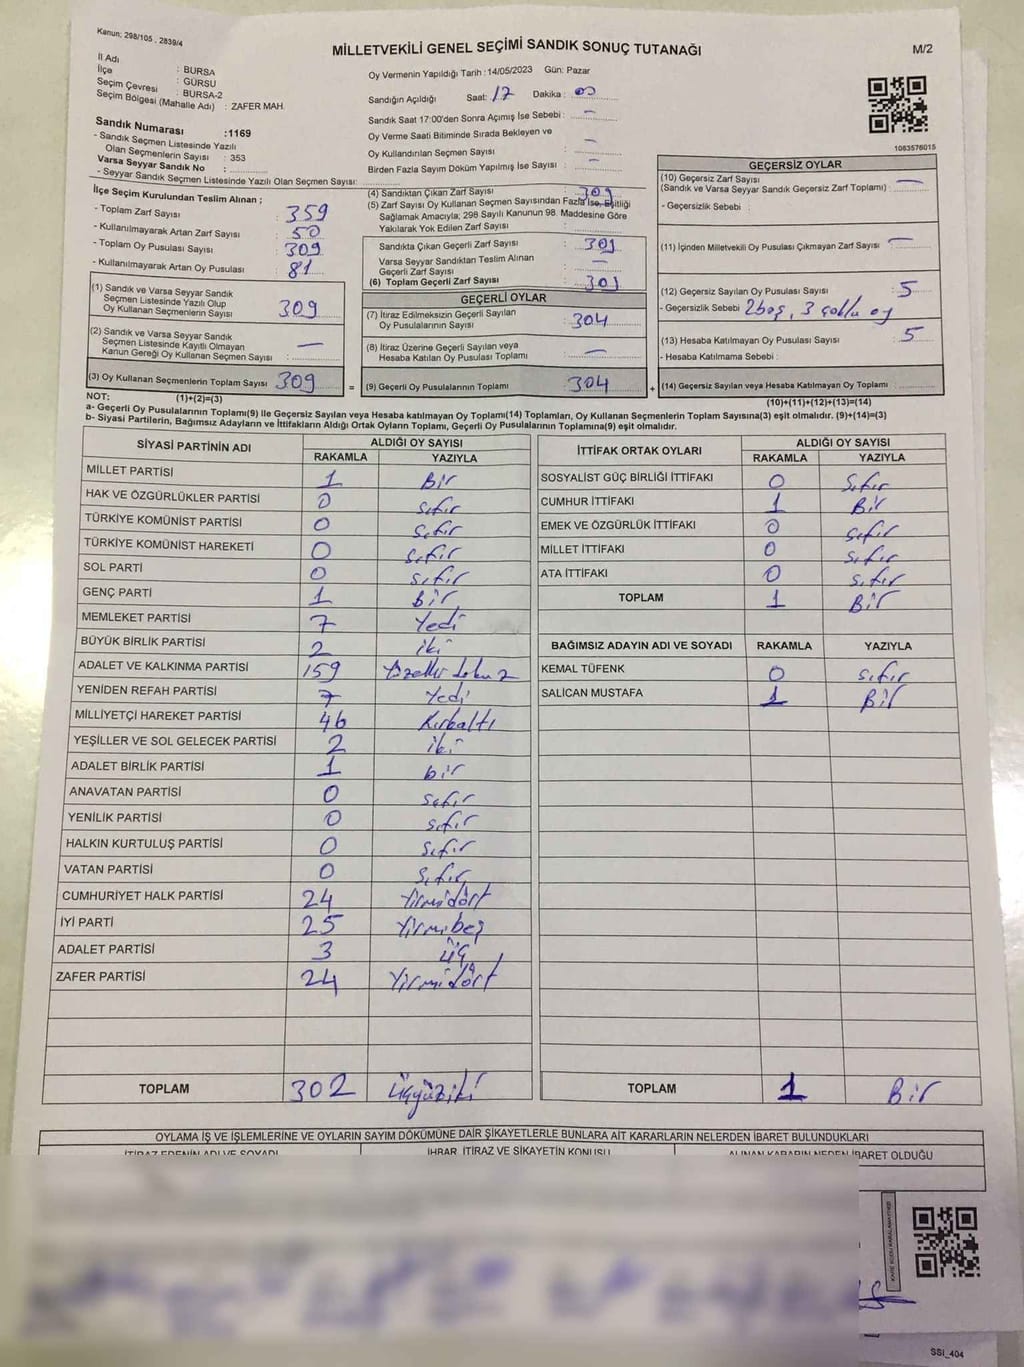 Kanun: 298/105 . 2839/4
MİLLETVEKİLİ GENEL SEÇİMİ SANDIK SONUÇ TUTANAĞI
M/2
İl Adı : BURSA
İlçe : GÜRSU
Seçim Çevresi : BURSA-2
Seçim Bölgesi (Mahalle Adı) : ZAFER MAH.
Sandık Numarası :1169
- Sandık Seçmen Listesinde Yazılı
Olan Seçmenlerin Sayısı : 353
Varsa Seyyar Sandık No :
- Seyyar Sandık Seçmen Listesinde Yazılı Olan Seçmen Sayısı:
Oy Vermenin Yapıldığı Tarih : 14/05/2023 Gün: Pazar
Sandığın Açıldığı Saat: 17 Dakika : 00
Sandık Saat 17:00'den Sonra Açımış İse Sebebi : —
Oy Verme Saati Bitiminde Sırada Bekleyen ve
Oy Kullandırılan Seçmen Sayısı : —
Birden Fazla Sayım Döküm Yapılmış İse Sayısı : —
1063576015
İlçe Seçim Kurulundan Teslim Alınan ;
- Toplam Zarf Sayısı : 359
- Kullanılmayarak Artan Zarf Sayısı : 50
- Toplam Oy Pusulası Sayısı : 309
- Kullanılmayarak Artan Oy Pusulası : 81
(1) Sandık ve Varsa Seyyar Sandık
Seçmen Listesinde Yazılı Olup
Oy Kullanan Seçmenlerin Sayısı : 309
(2) Sandık ve Varsa Seyyar Sandık
Seçmen Listesinde Kayıtlı Olmayan
Kanun Gereği Oy Kullanan Seçmen Sayısı : —
(3) Oy Kullanan Seçmenlerin Toplam Sayısı 309
(4) Sandıktan Çıkan Zarf Sayısı : 309
(5) Zarf Sayısı Oy Kullanan Seçmen Sayısından Fazla İse, Eşitliği
Sağlamak Amacıyla; 298 Sayılı Kanunun 98. Maddesine Göre
Yakılarak Yok Edilen Zarf Sayısı :
Sandıkta Çıkan Geçerli Zarf Sayısı : 309
Varsa Seyyar Sandıktan Teslim Alınan
Geçerli Zarf Sayısı : —
(6) Toplam Geçerli Zarf Sayısı : 309
GEÇERLİ OYLAR
(7) İtiraz Edilmeksizin Geçerli Sayılan
Oy Pusulalarının Sayısı : 304
(8) İtiraz Üzerine Geçerli Sayılan veya
Hesaba Katılan Oy Pusulası Toplamı : —
= (9) Geçerli Oy Pusulalarının Toplamı : 304
GEÇERSİZ OYLAR
(10) Geçersiz Zarf Sayısı
(Sandık ve Varsa Seyyar Sandık Geçersiz Zarf Toplamı) : —
- Geçersizlik Sebebi :
(11) İçinden Milletvekili Oy Pusulası Çıkmayan Zarf Sayısı : —
(12) Geçersiz Sayılan Oy Pusulası Sayısı : 5
- Geçersizlik Sebebi 2 boş, 3 çoklu oy
(13) Hesaba Katılmayan Oy Pusulası Sayısı : 5
- Hesaba Katılmama Sebebi :
+ (14) Geçersiz Sayılan veya Hesaba Katılmayan Oy Toplamı :
NOT: (1)+(2)=(3)
(10)+(11)+(12)+(13)=(14)
a- Geçerli Oy Pusulalarının Toplamı(9) ile Geçersiz Sayılan veya Hesaba katılmayan Oy Toplamı(14) Toplamları, Oy Kullanan Seçmenlerin Toplam Sayısına(3) eşit olmalıdır. (9)+(14)=(3)
b- Siyasi Partilerin, Bağımsız Adayların ve İttifakların Aldığı Ortak Oyların Toplamı, Geçerli Oy Pusulalarının Toplamına(9) eşit olmalıdır.
SİYASİ PARTİNİN ADI ALDIĞI OY SAYISI
RAKAMLA YAZIYLA
MİLLET PARTİSİ 1 Bir
HAK VE ÖZGÜRLÜKLER PARTİSİ 0 sıfır
TÜRKİYE KOMÜNİST PARTİSİ 0 sıfır
TÜRKİYE KOMÜNİST HAREKETİ 0 sıfır
SOL PARTİ 0 sıfır
GENÇ PARTİ 1 Bir
MEMLEKET PARTİSİ 7 Yedi
BÜYÜK BİRLİK PARTİSİ 2 iki
ADALET VE KALKINMA PARTİSİ 159 Yüzelli dokuz
YENİDEN REFAH PARTİSİ 7 Yedi
MİLLİYETÇİ HAREKET PARTİSİ 46 Kırkaltı
YEŞİLLER VE SOL GELECEK PARTİSİ 2 iki
ADALET BİRLİK PARTİSİ 1 bir
ANAVATAN PARTİSİ 0 sıfır
YENİLİK PARTİSİ 0 sıfır
HALKIN KURTULUŞ PARTİSİ 0 sıfır
VATAN PARTİSİ 0 sıfır
CUMHURİYET HALK PARTİSİ 24 Yirmidört
İYİ PARTİ 25 Yirmibeş
ADALET PARTİSİ 3 üç
ZAFER PARTİSİ 24 Yirmidört
TOPLAM 302 Üçyüziki
İTTİFAK ORTAK OYLARI ALDIĞI OY SAYISI
RAKAMLA YAZIYLA
SOSYALİST GÜÇ BİRLİĞİ İTTİFAKI 0 Sıfır
CUMHUR İTTİFAKI 1 Bir
EMEK VE ÖZGÜRLÜK İTTİFAKI 0 sıfır
MİLLET İTTİFAKI 0 sıfır
ATA İTTİFAKI 0 sıfır
TOPLAM 1 Bir
BAĞIMSIZ ADAYIN ADI VE SOYADI RAKAMLA YAZIYLA
KEMAL TÜFENK 0 sıfır
SALİCAN MUSTAFA 1 Bir
TOPLAM 1 Bir
OYLAMA İŞ VE İŞLEMLERİNE VE OYLARIN SAYIM DÖKÜMÜNE DAİR ŞİKAYETLERLE BUNLARA AİT KARARLARIN NELERDEN İBARET BULUNDUKLARI
İTİRAZ EDENİN ADI VE SOYADI İHBAR, İTİRAZ VE ŞİKAYETİN KONUSU ALINAN KARARIN NEDEN İBARET OLDUĞU
SSI_404